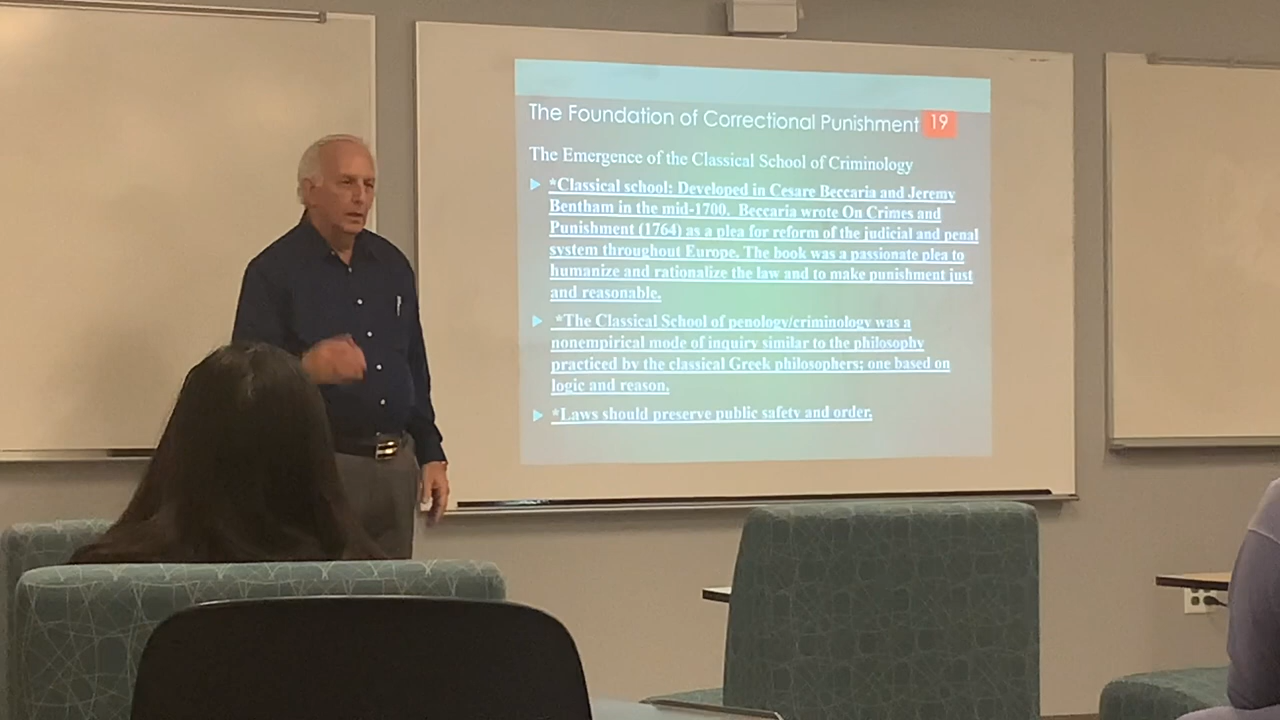 The Foundation of Correctional Punishment 19
The Emergence of the Classical School of Criminology
*Classical school: Developed in Cesare Beccaria and Jeremy
Bentham in the mid-1700. Beccaria wrote On Crimes and
Punishment (1764) as a plea for reform of the judicial and penal
system throughout Europe. The book was a passionate plea to
humanize and rationalize the law and to make punishment just
and reasonable.
*The Classical School of penology/criminology was a
nonempirical mode of inquiry similar to the philosophy
practiced by the classical Greek philosophers; one based on
logic and reason.
*Laws should preserve public safety and order.